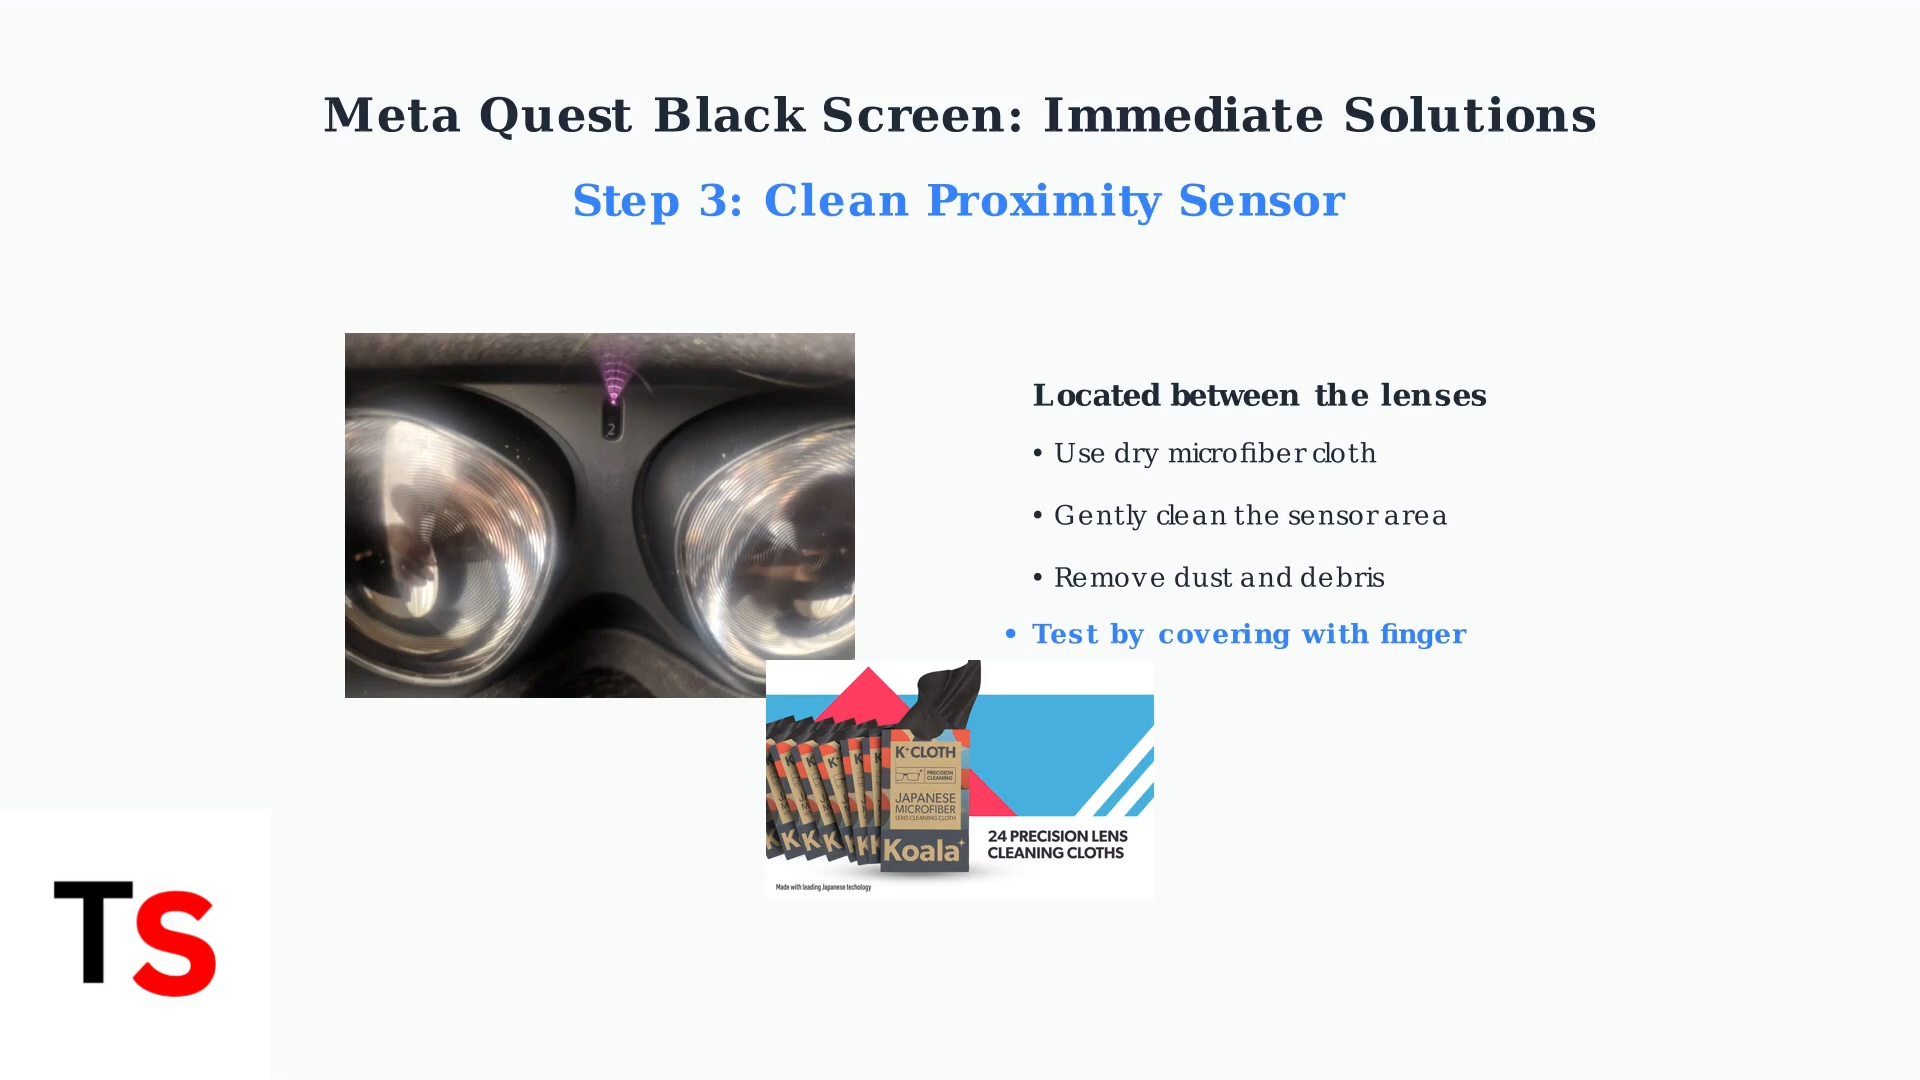 Meta Quest Black Screen: Immediate Solutions
Step 3: Clean Proximity Sensor
2
Located between the lenses
• Use dry microfiber cloth
• Gently clean the sensor area
• Remove dust and debris
• Test by covering with finger
K+CLOTH
PRECISION
CLEANING
JAPANESE
MICROFIBER
LENS CLEANING CLOTH
Koala
24 PRECISION LENS
CLEANING CLOTHS
Made with leading Japanese techology
TS